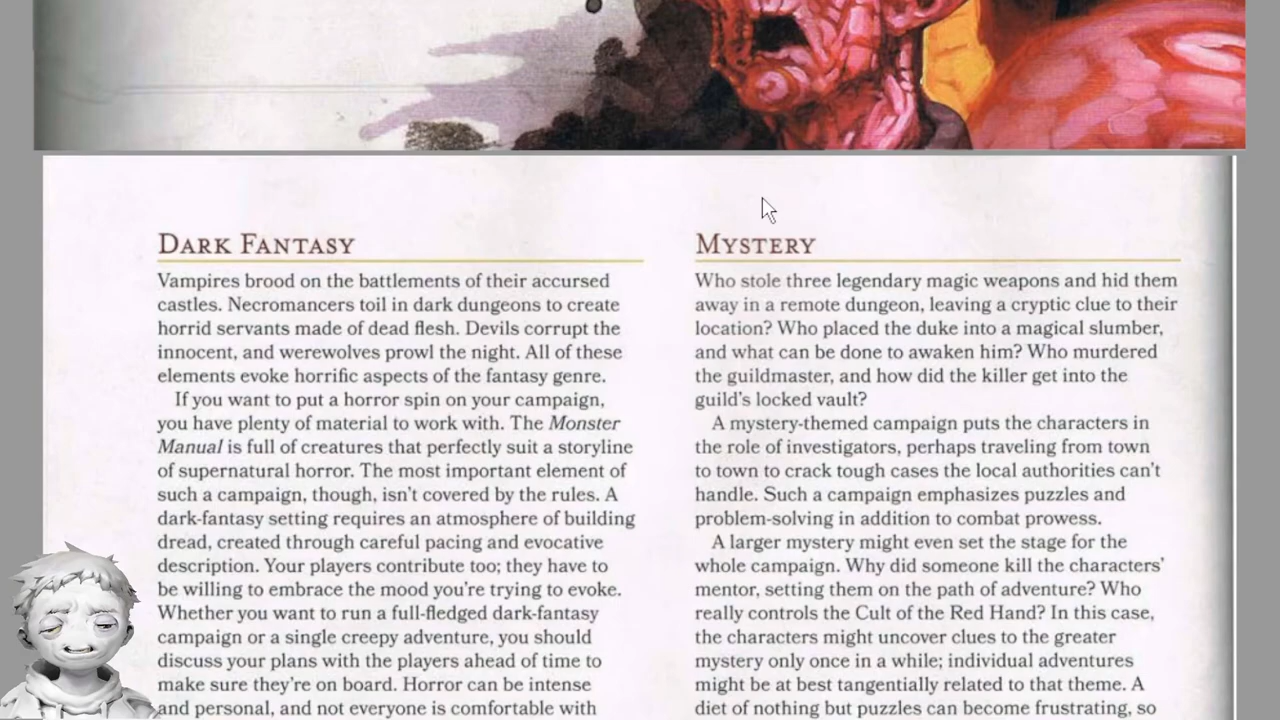 DARK FANTASY
Vampires brood on the battlements of their accursed
castles. Necromancers toil in dark dungeons to create
horrid servants made of dead flesh. Devils corrupt the
innocent, and werewolves prowl the night. All of these
elements evoke horrific aspects of the fantasy genre.
If you want to put a horror spin on your campaign,
you have plenty of material to work with. The Monster
Manual is full of creatures that perfectly suit a storyline
of supernatural horror. The most important element of
such a campaign, though, isn't covered by the rules. A
dark-fantasy setting requires an atmosphere of building
dread, created through careful pacing and evocative
description. Your players contribute too; they have to
be willing to embrace the mood you're trying to evoke.
Whether you want to run a full-fledged dark-fantasy
campaign or a single creepy adventure, you should
discuss your plans with the players ahead of time to
make sure they're on board. Horror can be intense
and personal, and not everyone is comfortable with
MYSTERY
Who stole three legendary magic weapons and hid them
away in a remote dungeon, leaving a cryptic clue to their
location? Who placed the duke into a magical slumber,
and what can be done to awaken him? Who murdered
the guildmaster, and how did the killer get into the
guild's locked vault?
A mystery-themed campaign puts the characters in
the role of investigators, perhaps traveling from town
to town to crack tough cases the local authorities can't
handle. Such a campaign emphasizes puzzles and
problem-solving in addition to combat prowess.
A larger mystery might even set the stage for the
whole campaign. Why did someone kill the characters'
mentor, setting them on the path of adventure? Who
really controls the Cult of the Red Hand? In this case,
the characters might uncover clues to the greater
mystery only once in a while; individual adventures
might be at best tangentially related to that theme. A
diet of nothing but puzzles can become frustrating, so